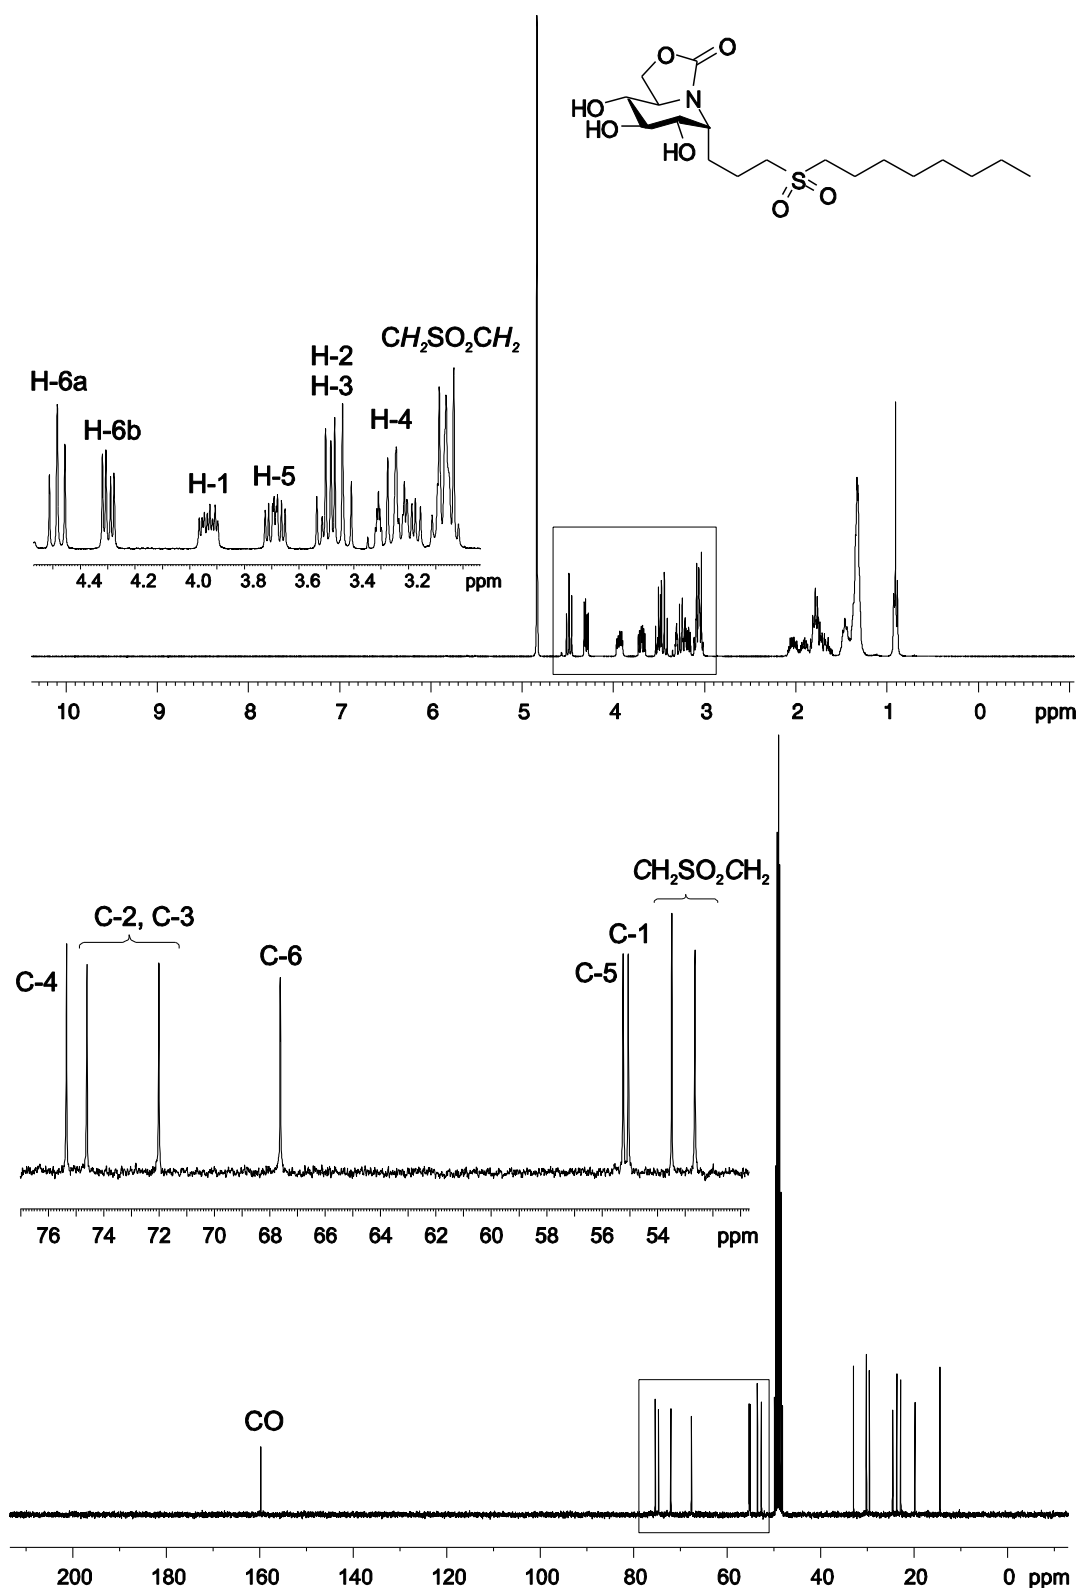 O
O
N
HO
HO
HO
S
O
O
CH₂SO₂CH₂
H-2
H-3
H-6a
H-6b
H-4
H-1
H-5
4.4 4.2 4.0 3.8 3.6 3.4 3.2 ppm
10 9 8 7 6 5 4 3 2 1 0 ppm
CH₂SO₂CH₂
C-2, C-3
C-1
C-6
C-4
C-5
76 74 72 70 68 66 64 62 60 58 56 54 ppm
CO
200 180 160 140 120 100 80 60 40 20 0 ppm